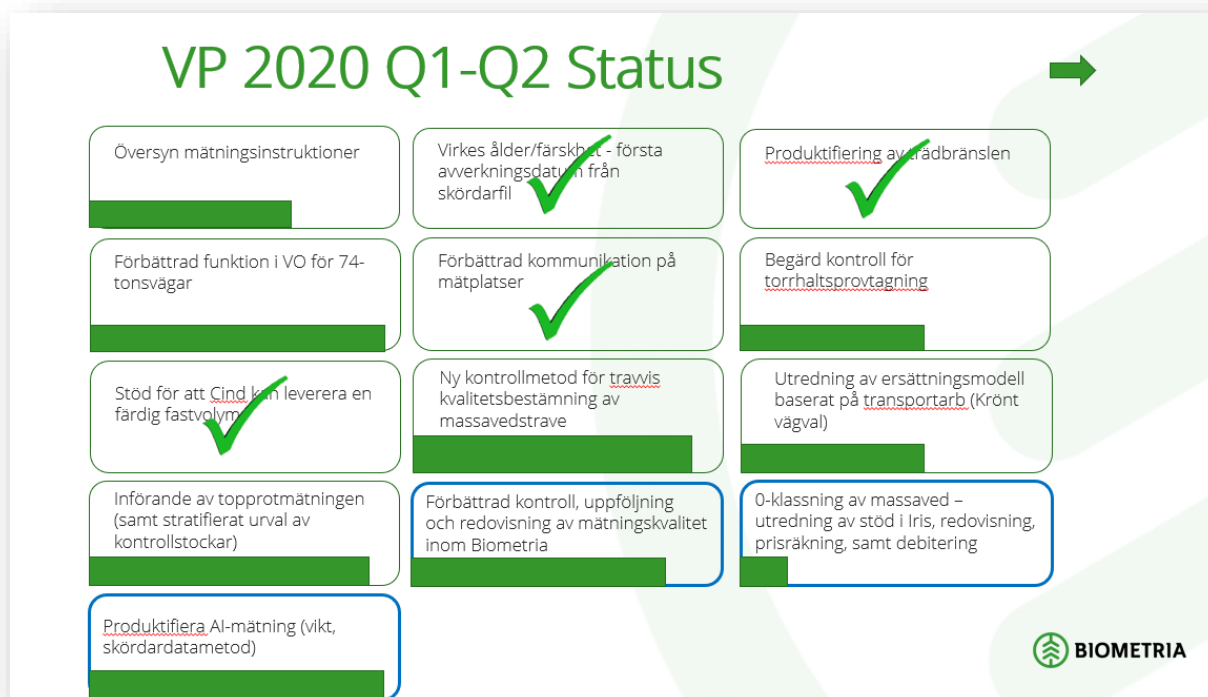 VP 2020 Q1-Q2 Status
Översyn mätningsinstruktioner
Virkes ålder/färskhet - första
avverkningsdatum från
skördarfil
Produktifiering av trädbränslen
Förbättrad funktion i VO för 74-
tonsvägar
Förbättrad kommunikation på
mätplatser
Begärd kontroll för
torrhaltsprovtagning
Stöd för att Cind kan leverera en
färdig fastvolym
Ny kontrollmetod för travvis
kvalitetsbestämning av
massavedstrave
Utredning av ersättningsmodell
baserat på transportarb (Krönt
vägval)
Införande av topprotmätningen
(samt stratifierat urval av
kontrollstockar)
Förbättrad kontroll, uppföljning
och redovisning av mätningskvalitet
inom Biometria
0-klassning av massaved –
utredning av stöd i Iris, redovisning,
prisräkning, samt debitering
Produktifiera AI-mätning (vikt,
skördardatametod)
BIOMETRIA